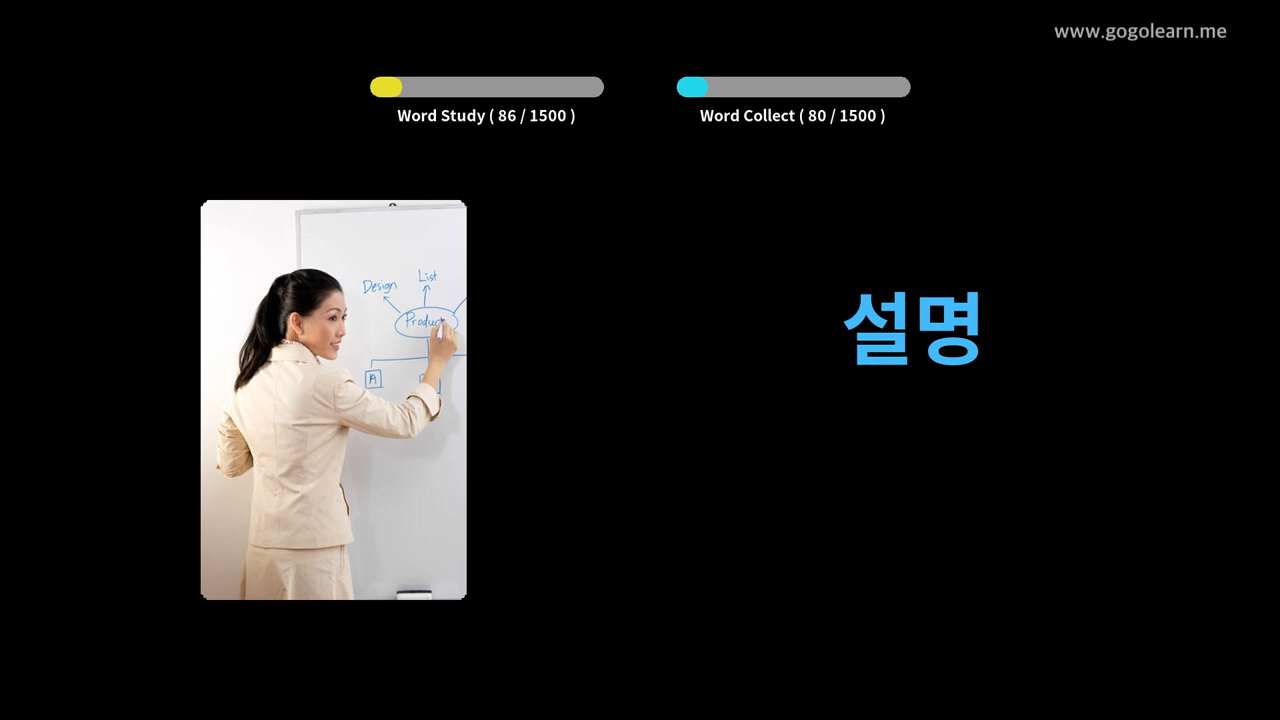 www.gogolearn.me
Word Study ( 86 / 1500 )
Word Collect ( 80 / 1500 )
설명
Design
List
Product
A